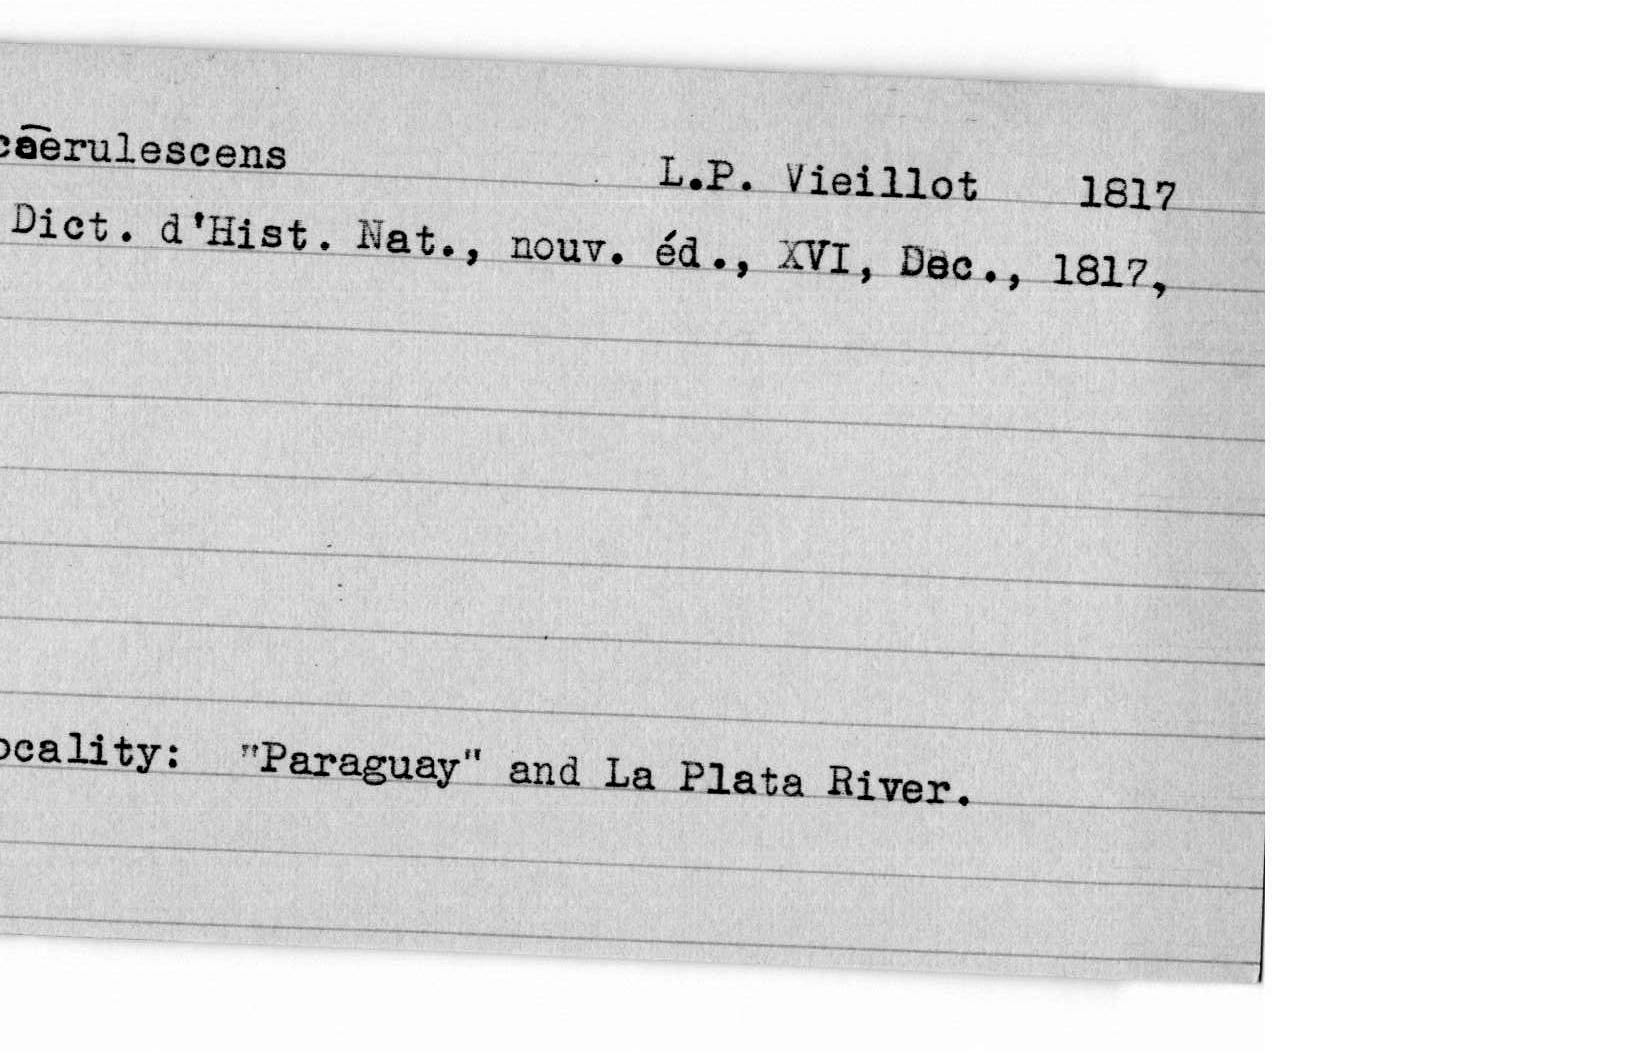 caerulescens L.P. Vieillot 1817
Dict. d'Hist. Nat., nouv. éd., XVI, Dec., 1817,
ocality: "Paraguay" and La Plata River.